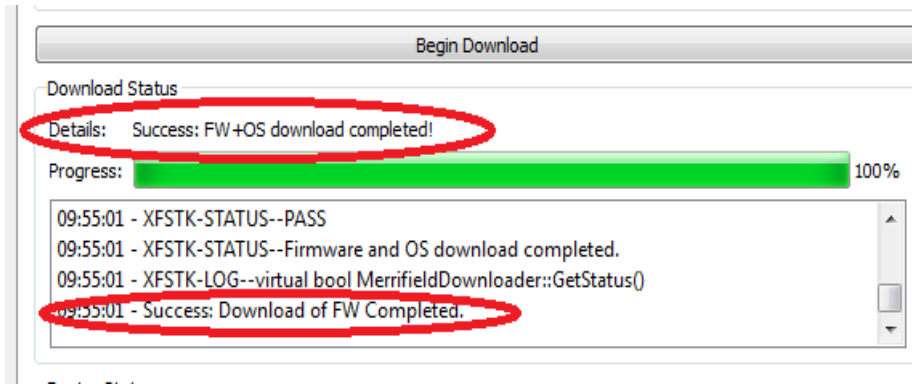 Begin Download
Download Status
Details: Success: FW+OS download completed!
Progress: 100%
09:55:01 - XFSTK-STATUS--PASS
09:55:01 - XFSTK-STATUS--Firmware and OS download completed.
09:55:01 - XFSTK-LOG--virtual bool MerrifieldDownloader::GetStatus()
09:55:01 - Success: Download of FW Completed.